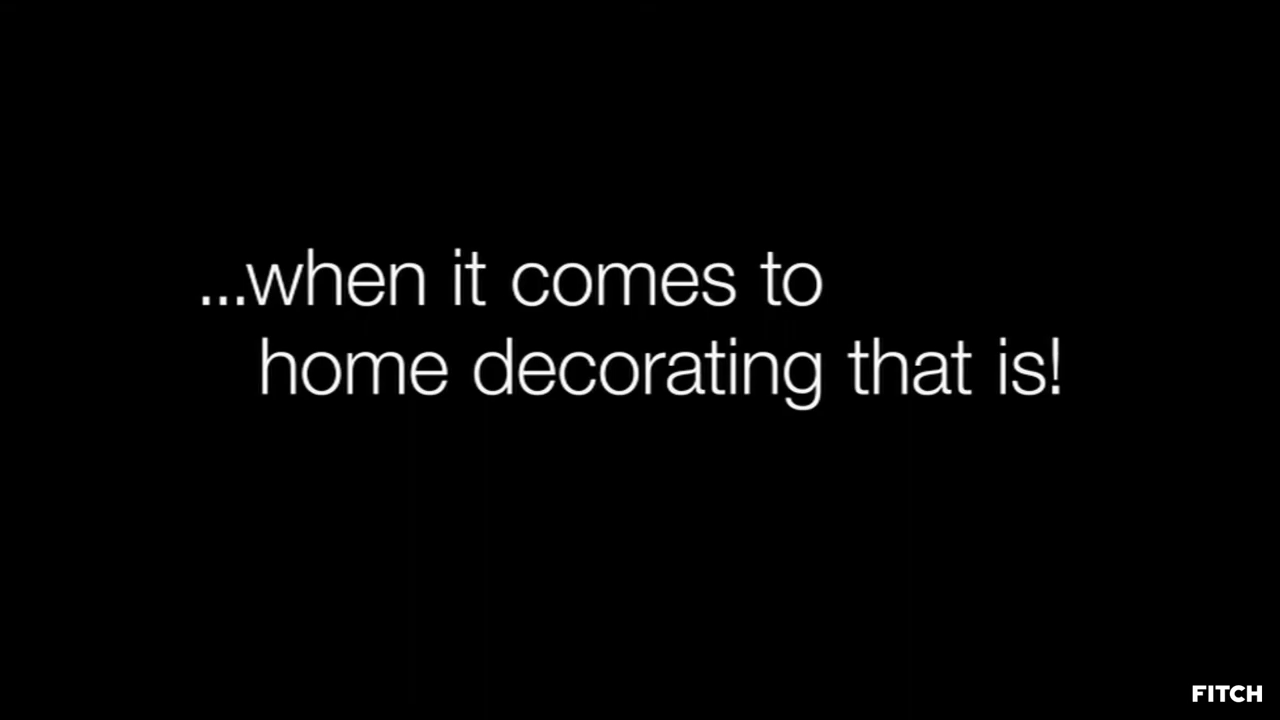 ...when it comes to
home decorating that is!
FITCH